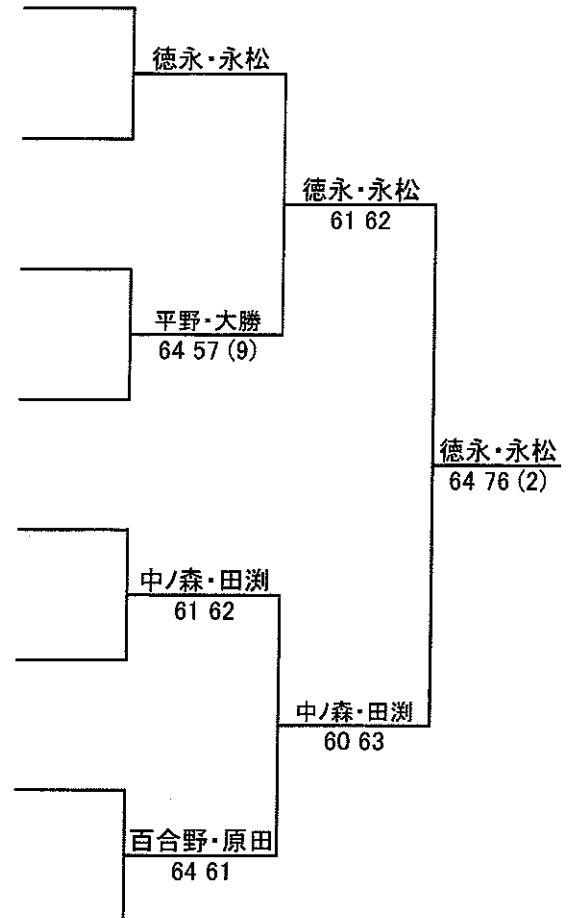 徳永・永松
徳永・永松
61 62
平野・大勝
64 57 (9)
徳永・永松
64 76 (2)
中ノ森・田渕
61 62
中ノ森・田渕
60 63
百合野・原田
64 61